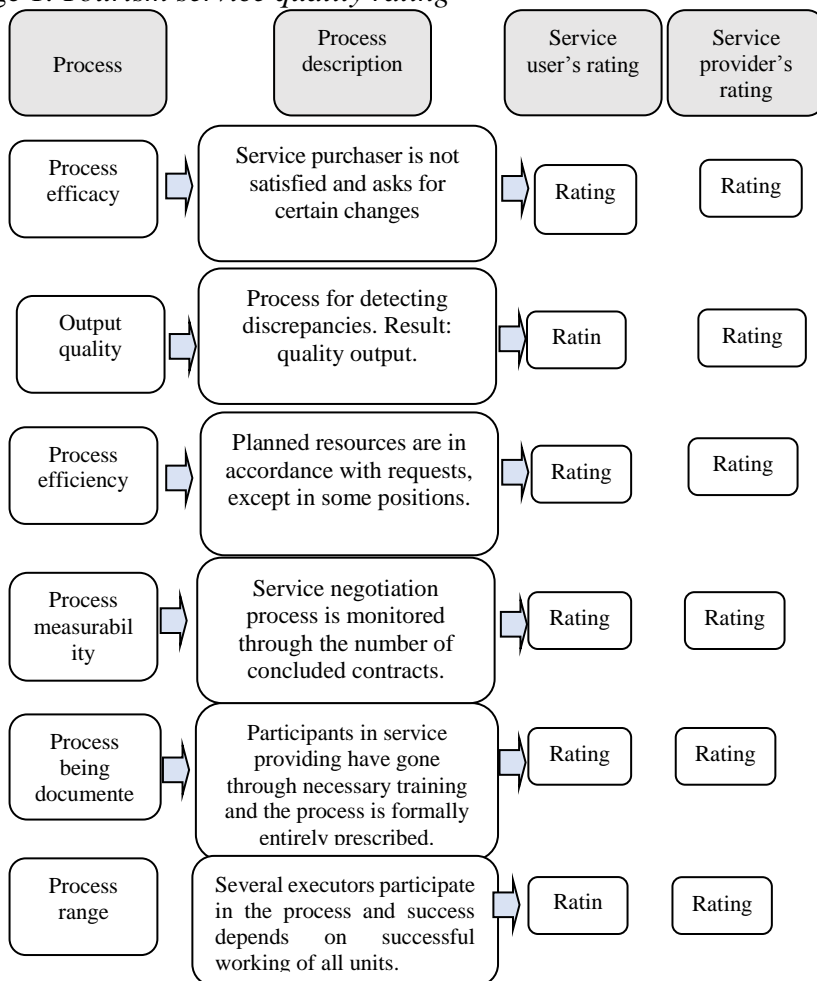 1. Tourism service quality rating
Process
Process
description
Service
user's rating
Service
provider's
rating
Process
efficacy
Service purchaser is not
satisfied and asks for
certain changes
Rating
Rating
Output
quality
Process for detecting
discrepancies. Result:
quality output.
Ratin
Rating
Process
efficiency
Planned resources are in
accordance with requests,
except in some positions.
Rating
Rating
Process
measurabil
ity
Service negotiation
process is monitored
through the number of
concluded contracts.
Rating
Rating
Process
being
documente
Participants in service
providing have gone
through necessary training
and the process is formally
entirely prescribed.
Rating
Rating
Process
range
Several executors participate
in the process and success
depends on successful
working of all units.
Ratin
Rating